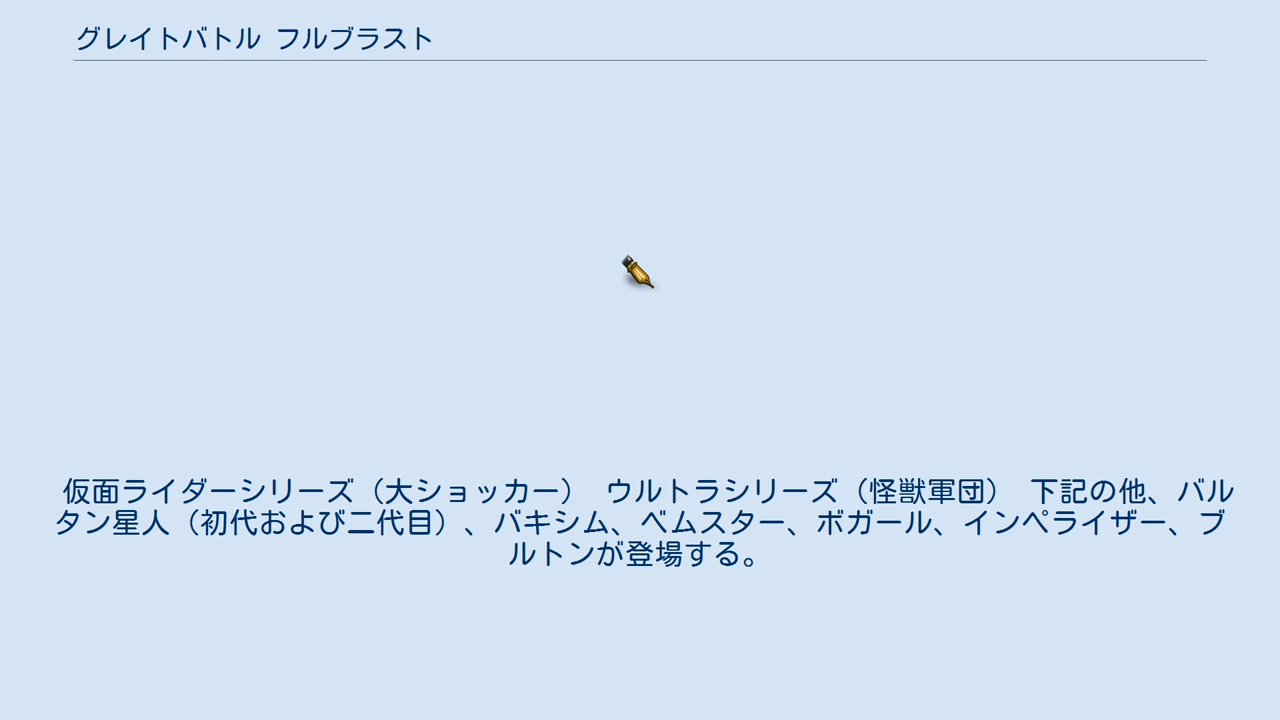 グレイトバトル フルブラスト
仮面ライダーシリーズ（大ショッカー） ウルトラシリーズ（怪獣軍団） 下記の他、バル
タン星人（初代および二代目）、バキシム、ベムスター、ボガール、インペライザー、ブ
ルトンが登場する。